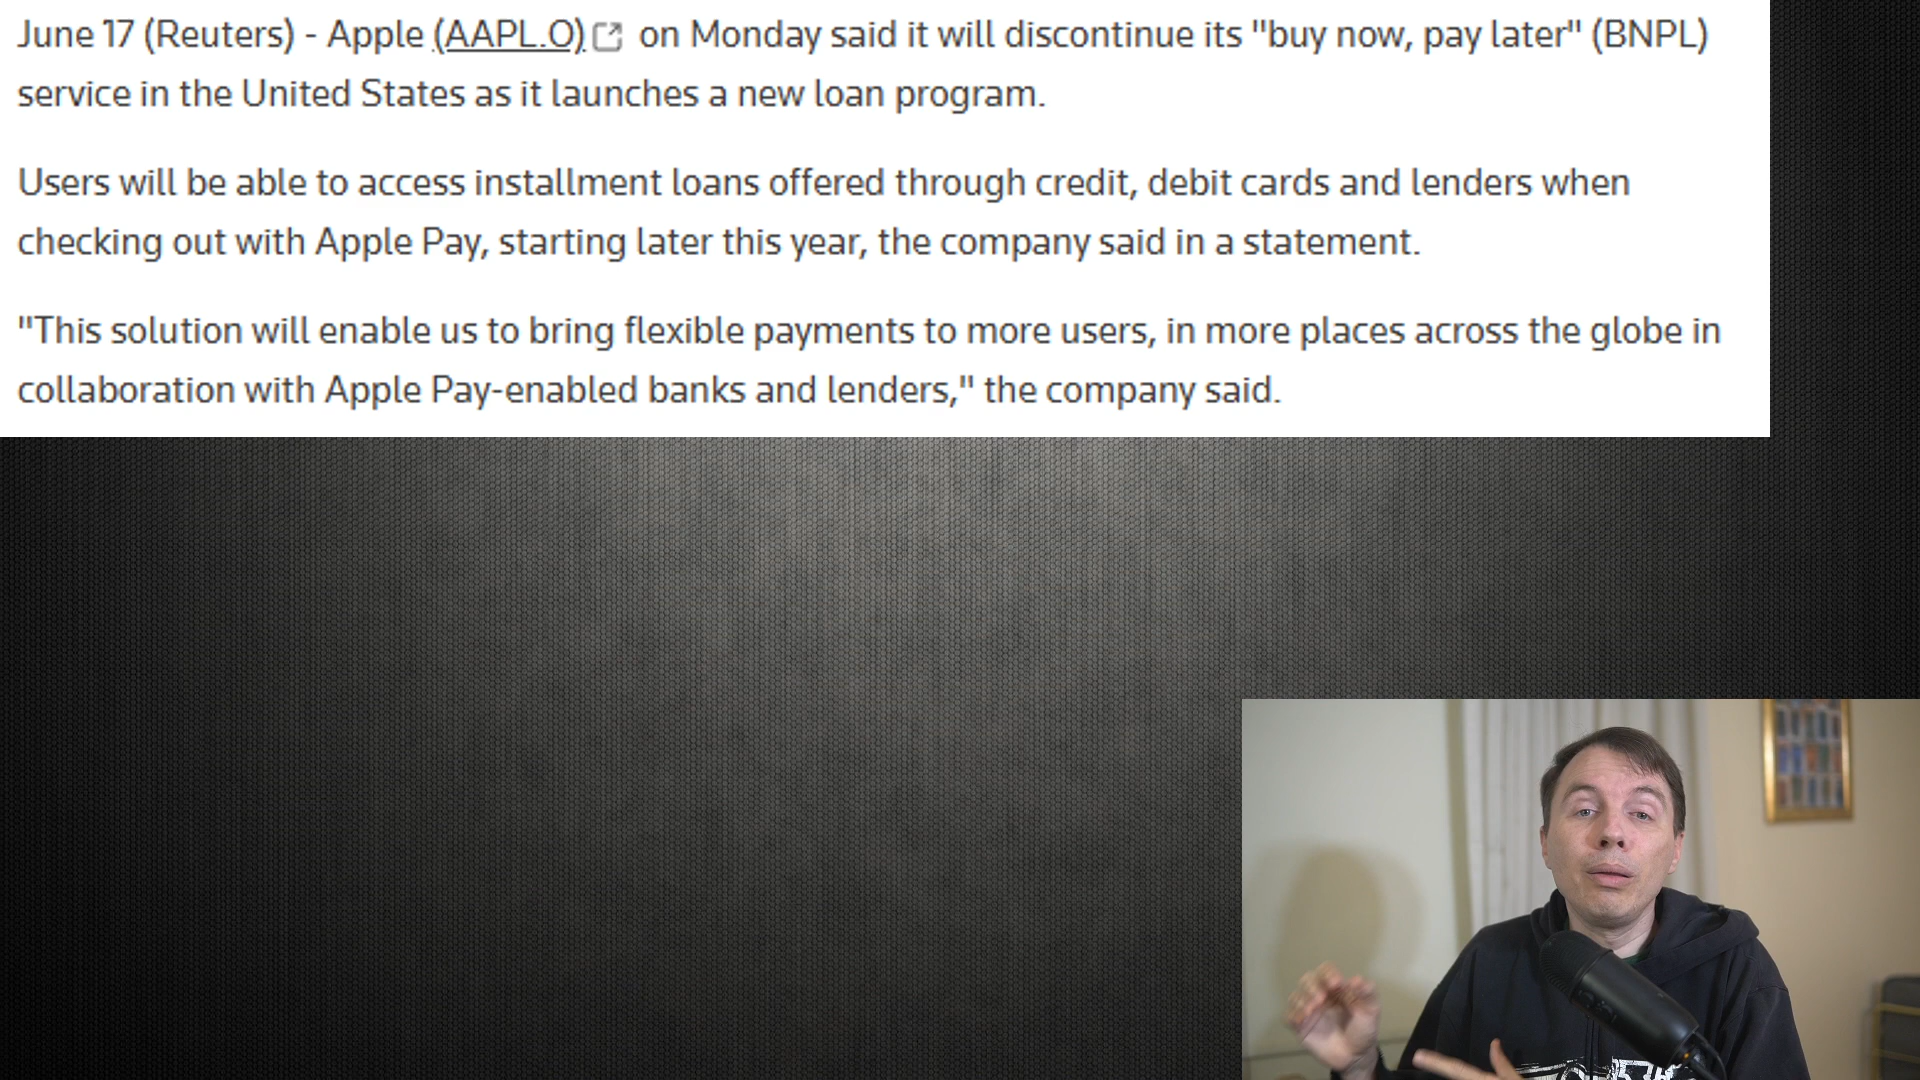 June 17 (Reuters) - Apple (AAPL.O) on Monday said it will discontinue its "buy now, pay later" (BNPL)
service in the United States as it launches a new loan program.
Users will be able to access installment loans offered through credit, debit cards and lenders when
checking out with Apple Pay, starting later this year, the company said in a statement.
"This solution will enable us to bring flexible payments to more users, in more places across the globe in
collaboration with Apple Pay-enabled banks and lenders," the company said.